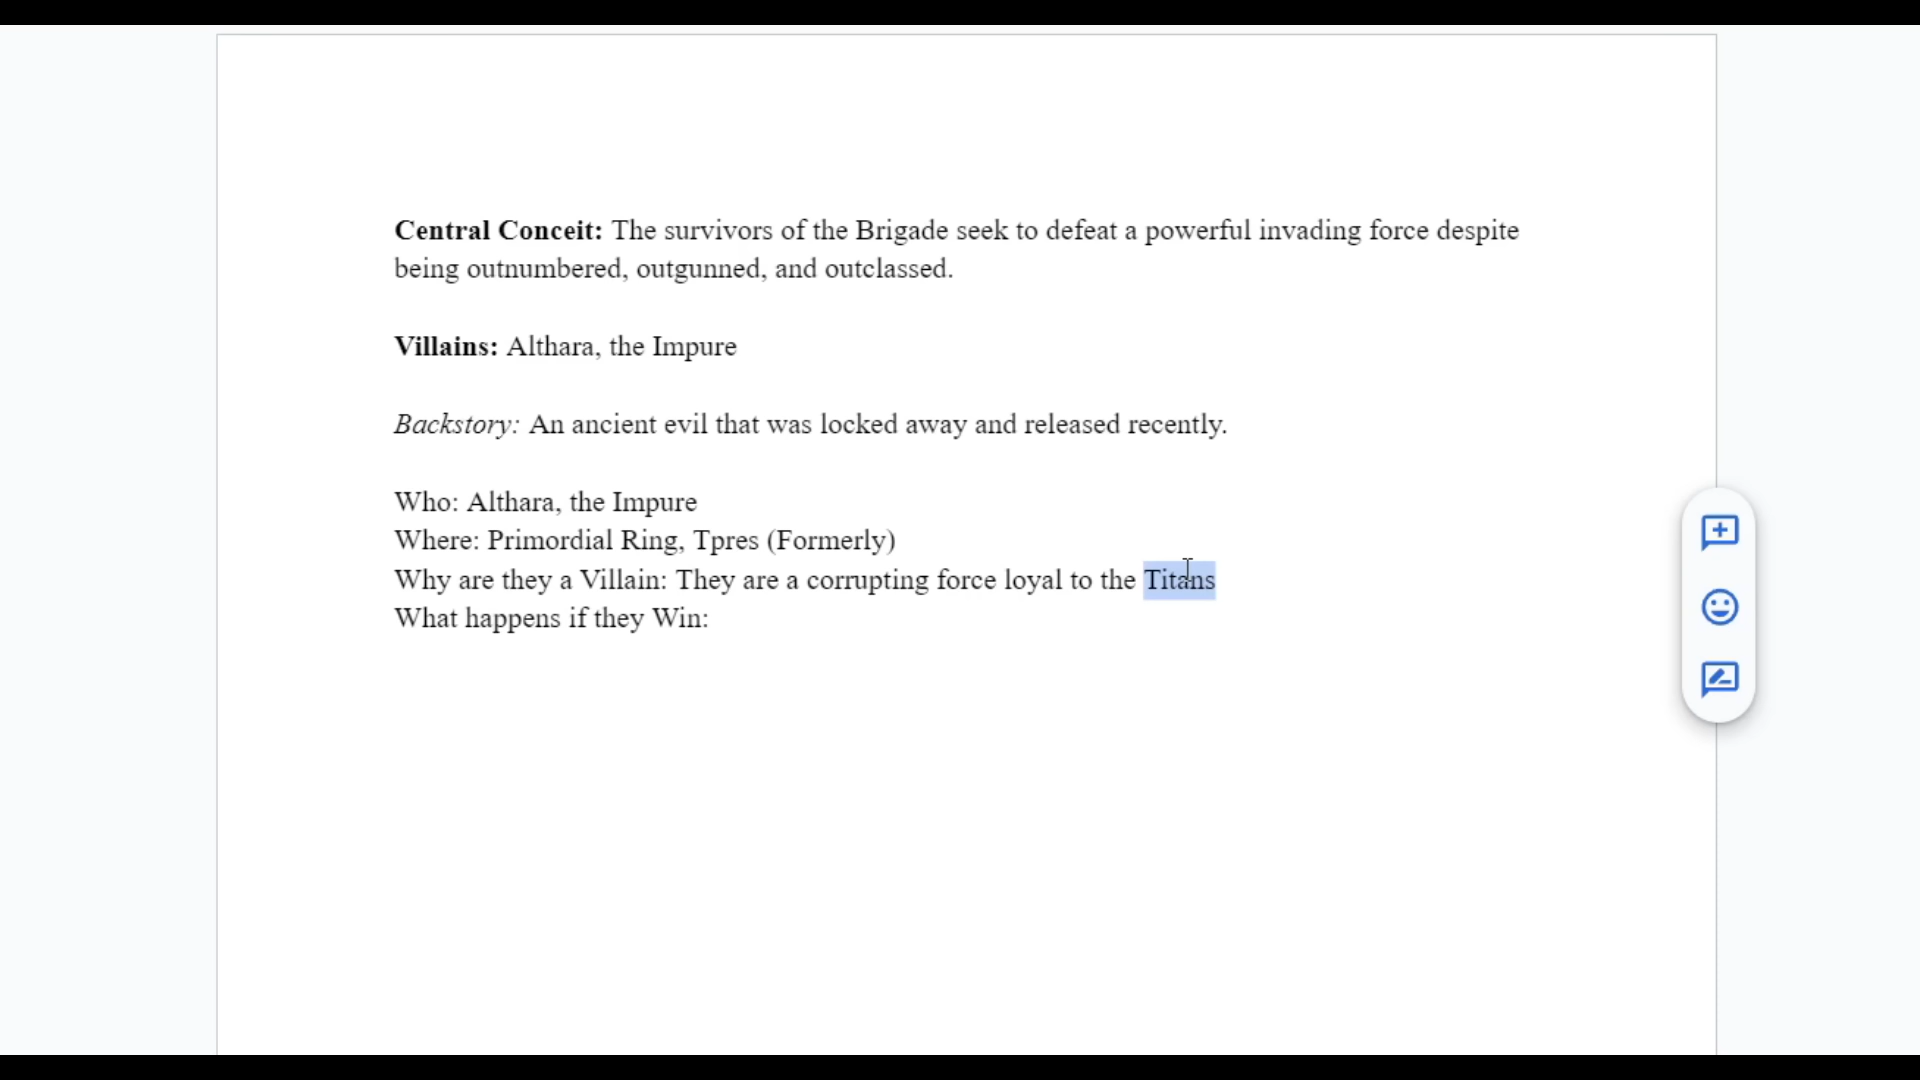 Central Conceit: The survivors of the Brigade seek to defeat a powerful invading force despite
being outnumbered, outgunned, and outclassed.
Villains: Althara, the Impure
Backstory: An ancient evil that was locked away and released recently.
Who: Althara, the Impure
Where: Primordial Ring, Tpres (Formerly)
Why are they a Villain: They are a corrupting force loyal to the Titans
What happens if they Win: